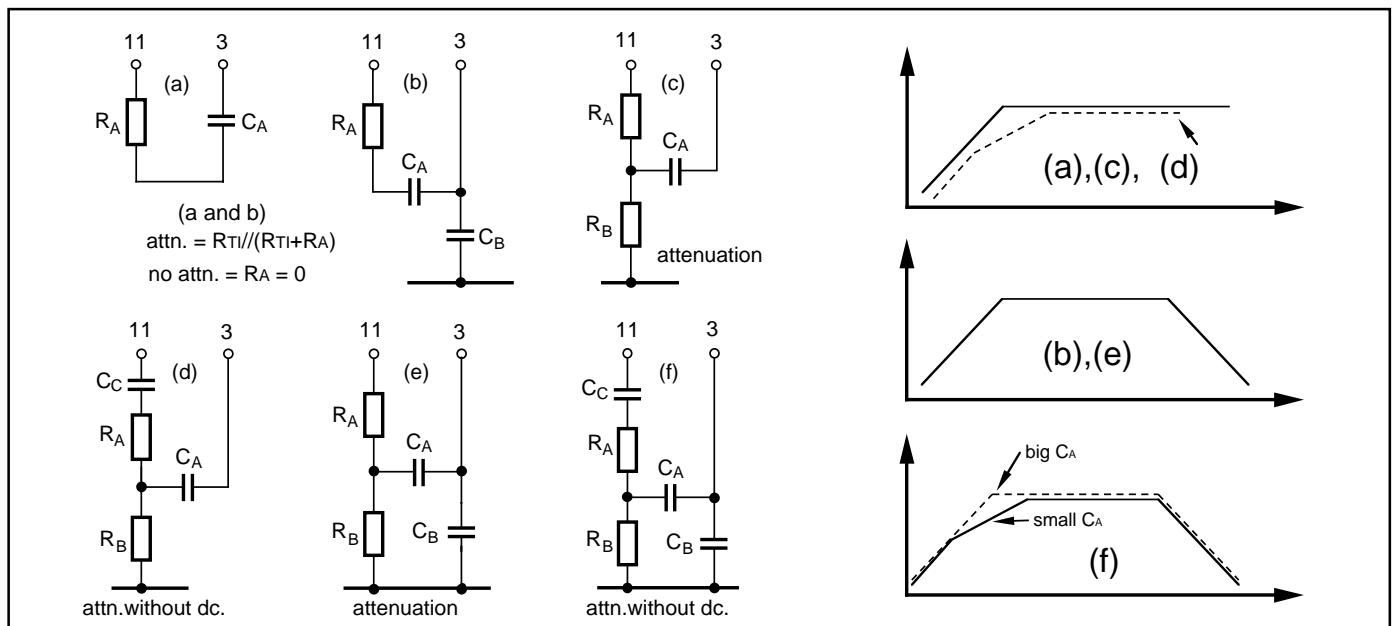 11 3
(a)
RA
CA
(a and b)
attn. = RTI//(RTI+RA)
no attn. = RA = 0
11 3
(b)
RA
CA
CB
11 3
(c)
RA
CA
RB
attenuation
11 3
(d)
CC
RA
CA
RB
attn.without dc.
11 3
(e)
RA
CA
RB
CB
attenuation
11 3
(f)
CC
RA
CA
RB
CB
attn.without dc.
(a),(c), (d)
(b),(e)
big CA
small CA
(f)